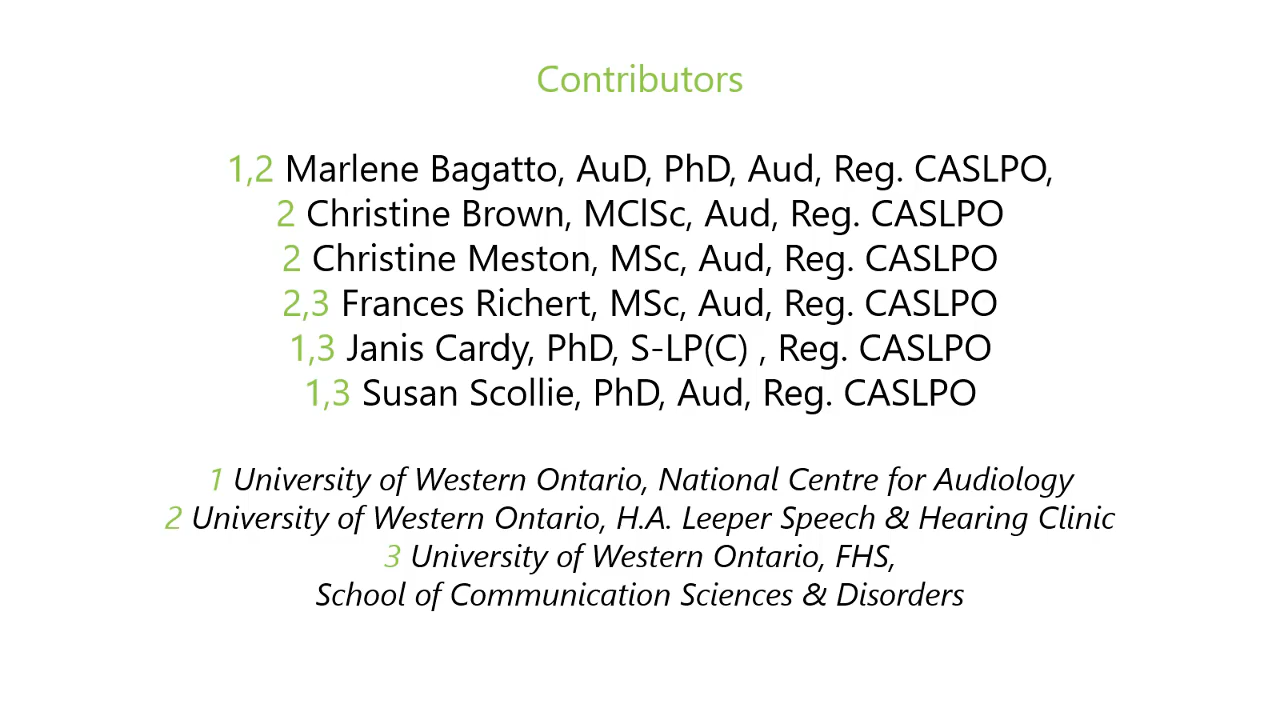 Contributors
1,2 Marlene Bagatto, AuD, PhD, Aud, Reg. CASLPO,
2 Christine Brown, MClSc, Aud, Reg. CASLPO
2 Christine Meston, MSc, Aud, Reg. CASLPO
2,3 Frances Richert, MSc, Aud, Reg. CASLPO
1,3 Janis Cardy, PhD, S-LP(C) , Reg. CASLPO
1,3 Susan Scollie, PhD, Aud, Reg. CASLPO
1 University of Western Ontario, National Centre for Audiology
2 University of Western Ontario, H.A. Leeper Speech & Hearing Clinic
3 University of Western Ontario, FHS,
School of Communication Sciences & Disorders